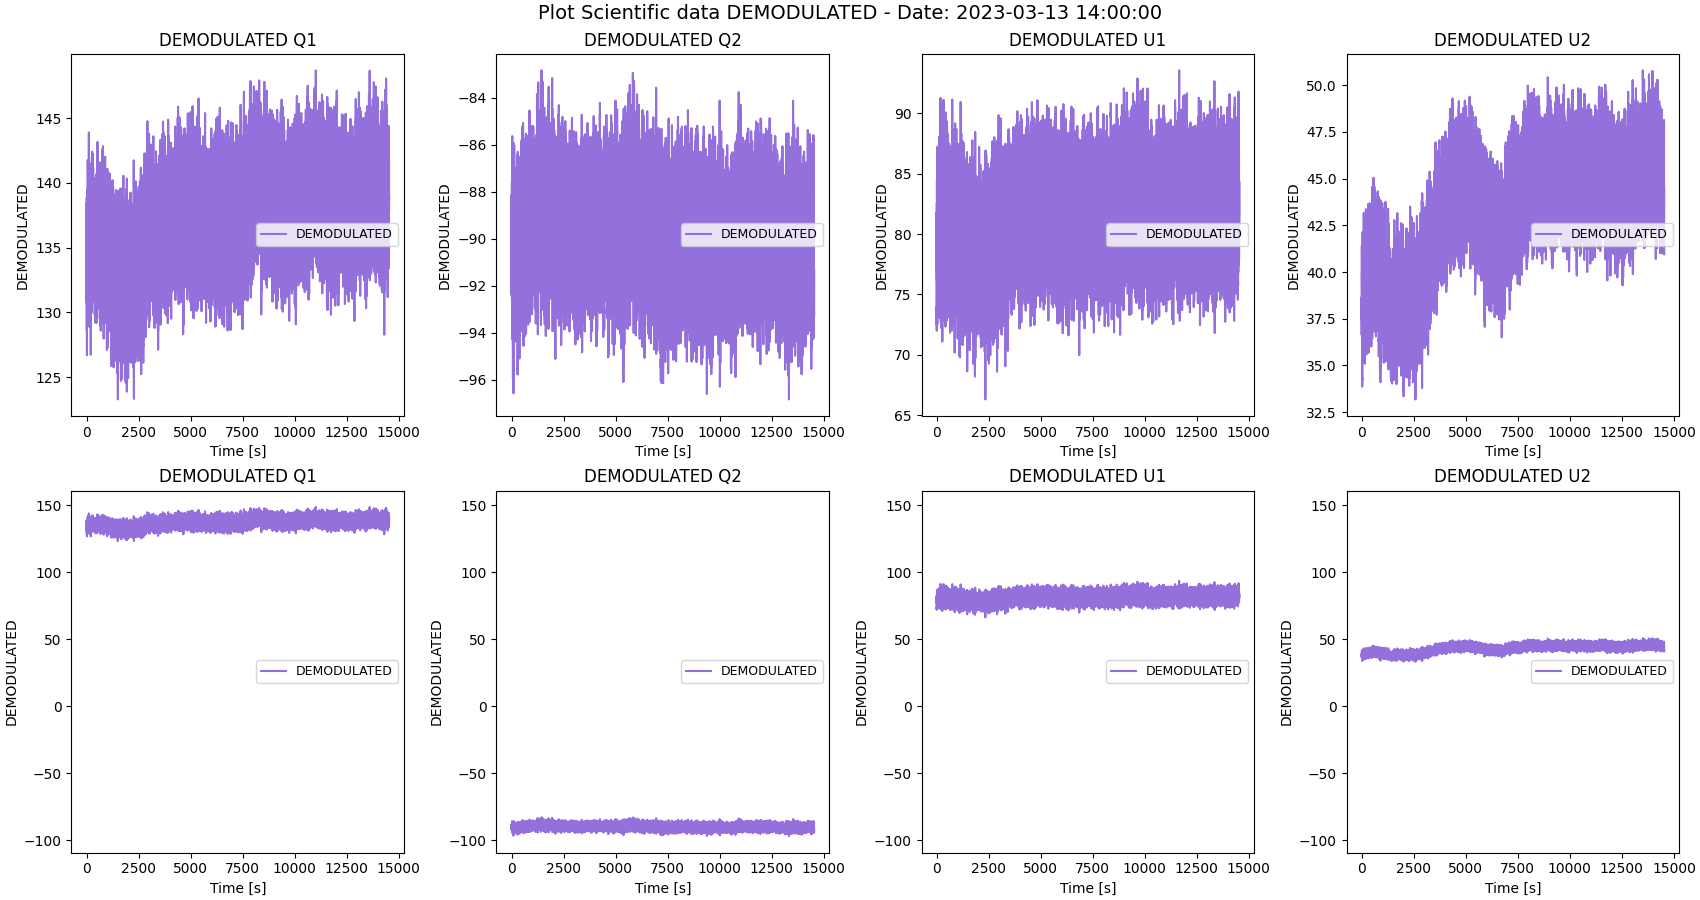 Plot Scientific data DEMODULATED - Date: 2023-03-13 14:00:00
DEMODULATED Q1
DEMODULATED
145
140
135
130
125
DEMODULATED
0 2500 5000 7500 10000 12500 15000
Time [s]
DEMODULATED Q2
DEMODULATED
−84
−86
−88
−90
−92
−94
−96
DEMODULATED
0 2500 5000 7500 10000 12500 15000
Time [s]
DEMODULATED U1
DEMODULATED
90
85
80
75
70
65
DEMODULATED
0 2500 5000 7500 10000 12500 15000
Time [s]
DEMODULATED U2
DEMODULATED
50.0
47.5
45.0
42.5
40.0
37.5
35.0
32.5
DEMODULATED
0 2500 5000 7500 10000 12500 15000
Time [s]
DEMODULATED Q1
DEMODULATED
150
100
50
0
−50
−100
DEMODULATED
0 2500 5000 7500 10000 12500 15000
Time [s]
DEMODULATED Q2
DEMODULATED
150
100
50
0
−50
−100
DEMODULATED
0 2500 5000 7500 10000 12500 15000
Time [s]
DEMODULATED U1
DEMODULATED
150
100
50
0
−50
−100
DEMODULATED
0 2500 5000 7500 10000 12500 15000
Time [s]
DEMODULATED U2
DEMODULATED
150
100
50
0
−50
−100
DEMODULATED
0 2500 5000 7500 10000 12500 15000
Time [s]